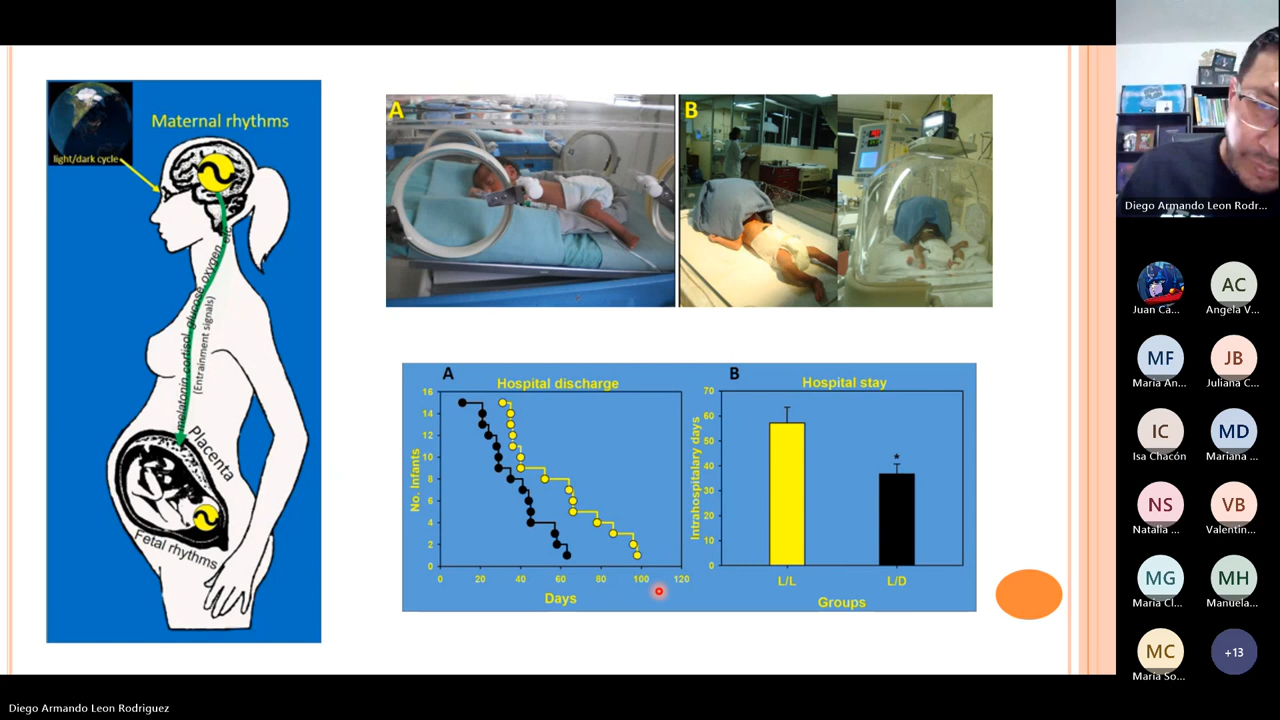 Maternal rhythms
light/dark cycle
melatonin cortisol glucose oxygen etc
(Entrainment signals)
Placenta
Fetal rhythms
A
B
A
Hospital discharge
No. Infants
16
14
12
10
8
6
4
2
0
0
20
40
60
80
100
120
Days
B
Hospital stay
Intrahospitalary days
70
60
50
40
30
20
10
0
*
L/L
L/D
Groups
Diego Armando Leon Rodr...
Juan Ca...
AC
Angela V...
MF
Maria An...
JB
Juliana C...
IC
Isa Chacón
MD
Mariana ...
NS
Natalia ...
VB
Valentin...
MG
Maria Cl...
MH
Manuela...
MC
Maria So...
+13
Diego Armando Leon Rodriguez